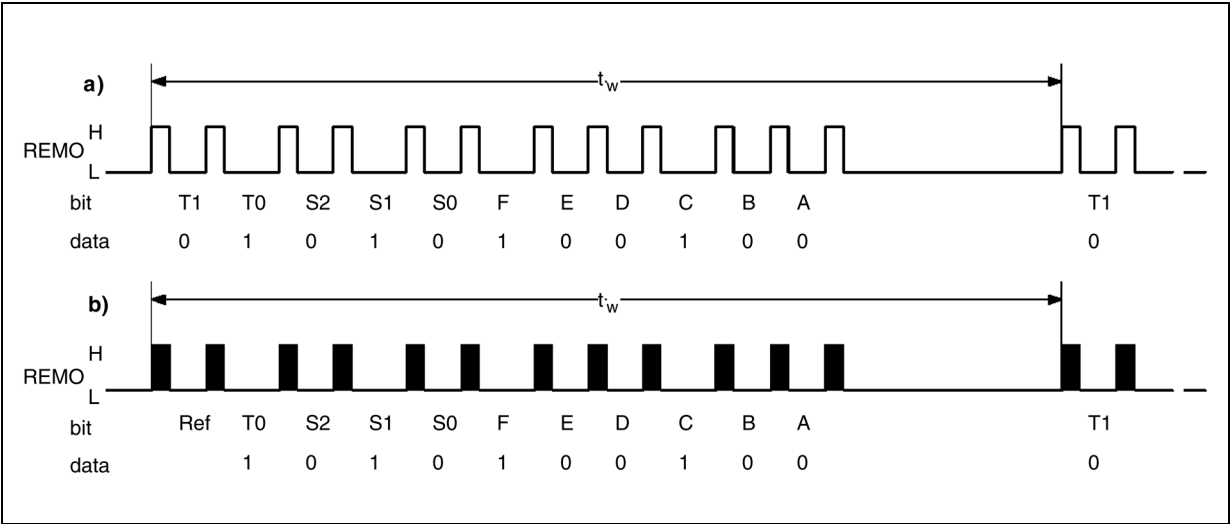 a)
tw
H
REMO
L
bit T1 T0 S2 S1 S0 F E D C B A T1
data 0 1 0 1 0 1 0 0 1 0 0 0
b)
tw
H
REMO
L
bit Ref T0 S2 S1 S0 F E D C B A T1
data 1 0 1 0 1 0 0 1 0 0 0